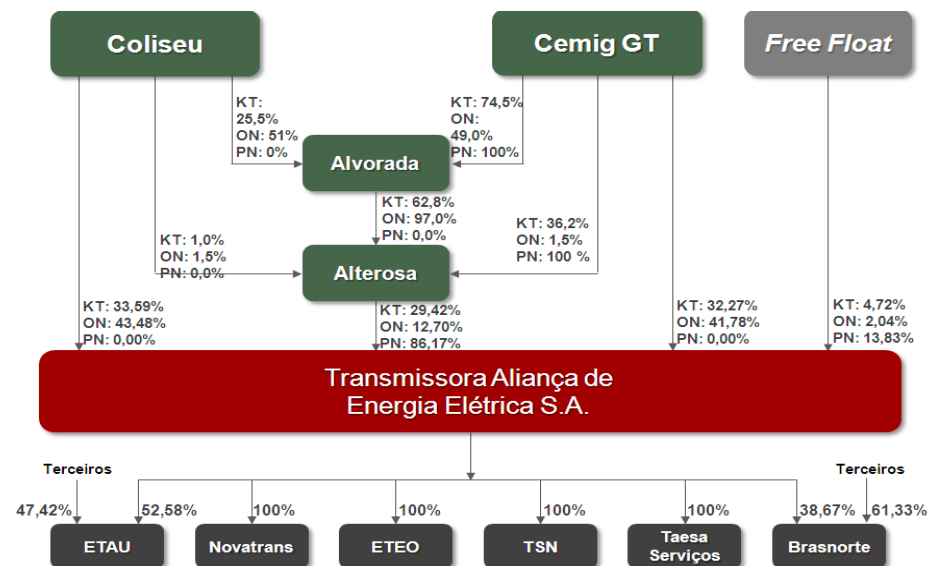 Coliseu
Cemig GT
Free Float
KT:
25,5%
ON: 51%
PN: 0%
KT: 74,5%
ON:
49,0%
PN: 100%
Alvorada
KT: 62,8%
ON: 97,0%
PN: 0,0%
KT: 1,0%
ON: 1,5%
PN: 0,0%
KT: 36,2%
ON: 1,5%
PN: 100 %
Alterosa
KT: 33,59%
ON: 43,48%
PN: 0,00%
KT: 29,42%
ON: 12,70%
PN: 86,17%
KT: 32,27%
ON: 41,78%
PN: 0,00%
KT: 4,72%
ON: 2,04%
PN: 13,83%
Transmissora Aliança de
Energia Elétrica S.A.
Terceiros
Terceiros
47,42%
52,58%
100%
100%
100%
100%
38,67%
61,33%
ETAU
Novatrans
ETEO
TSN
Taesa
Serviços
Brasnorte